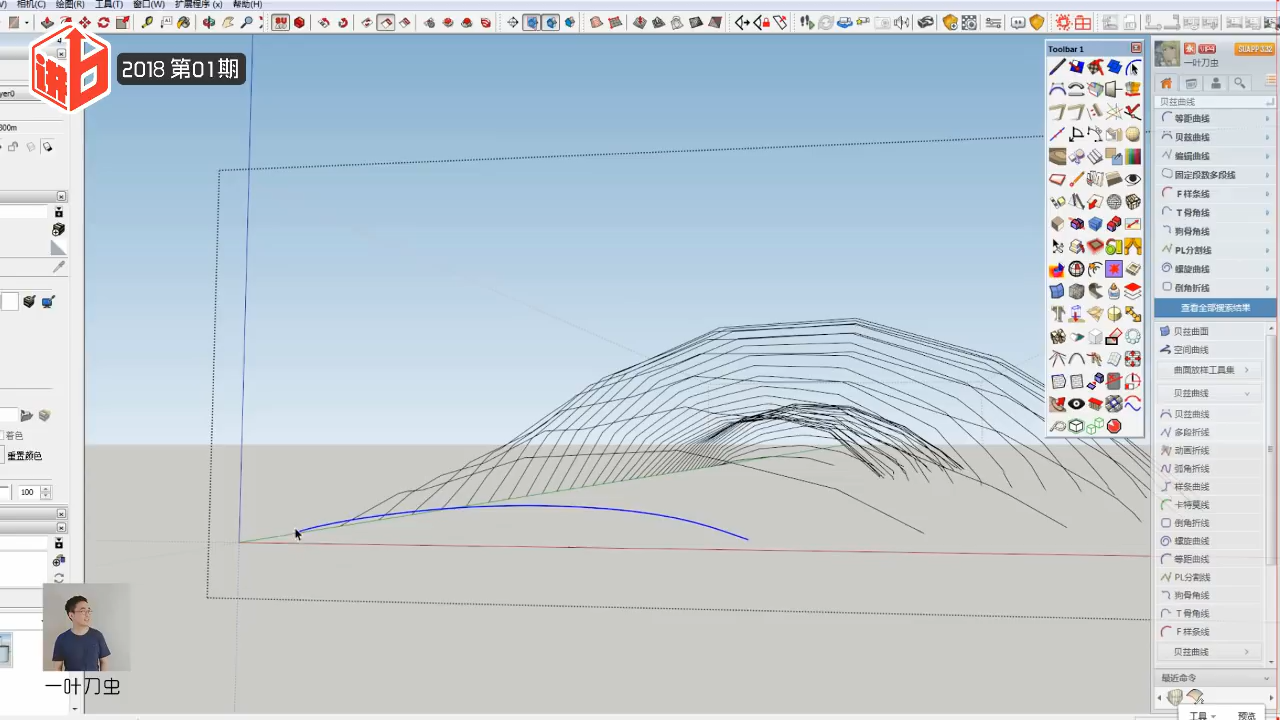 相机(C) 绘图(R) 工具(T) 窗口(W) 扩展程序(x) 帮助(H)
2018 第01期
Toolbar 1
VIP4
SUAPP 3.32
一叶刀虫
贝兹曲线
等距曲线
贝兹曲线
编辑曲线
固定段数多段线
F 样条线
T 骨角线
狗骨角线
PL分割线
螺旋曲线
倒角折线
查看全部搜索结果
贝兹曲面
空间曲线
曲面放样工具集
贝兹曲线
贝兹曲线
多段折线
动画折线
弧角折线
样条曲线
卡特莫线
倒角折线
螺旋曲线
等距曲线
PL分割线
狗骨角线
T 骨角线
F 样条线
贝兹曲线
最近命令
工具
预览
着色
重置颜色
100
一叶刀虫